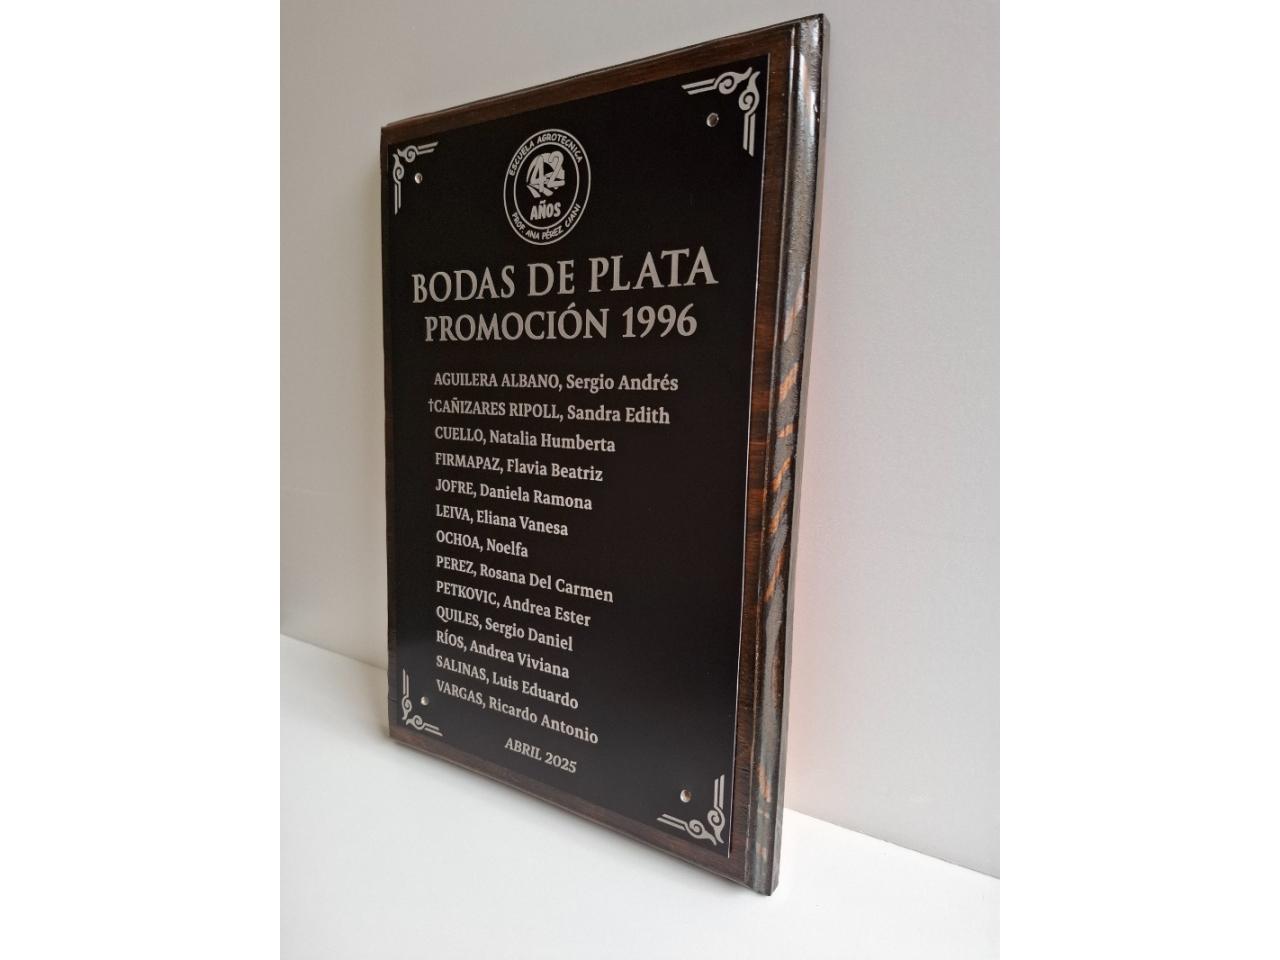 ESCUELA AGROTECNICA
42
AÑOS
PROF. ANA PÉREZ CIANI
BODAS DE PLATA
PROMOCIÓN 1996
AGUILERA ALBANO, Sergio Andrés
†CAÑIZARES RIPOLL, Sandra Edith
CUELLO, Natalia Humberta
FIRMAPAZ, Flavia Beatriz
JOFRE, Daniela Ramona
LEIVA, Eliana Vanesa
OCHOA, Noelfa
PEREZ, Rosana Del Carmen
PETKOVIC, Andrea Ester
QUILES, Sergio Daniel
RÍOS, Andrea Viviana
SALINAS, Luis Eduardo
VARGAS, Ricardo Antonio
ABRIL 2025